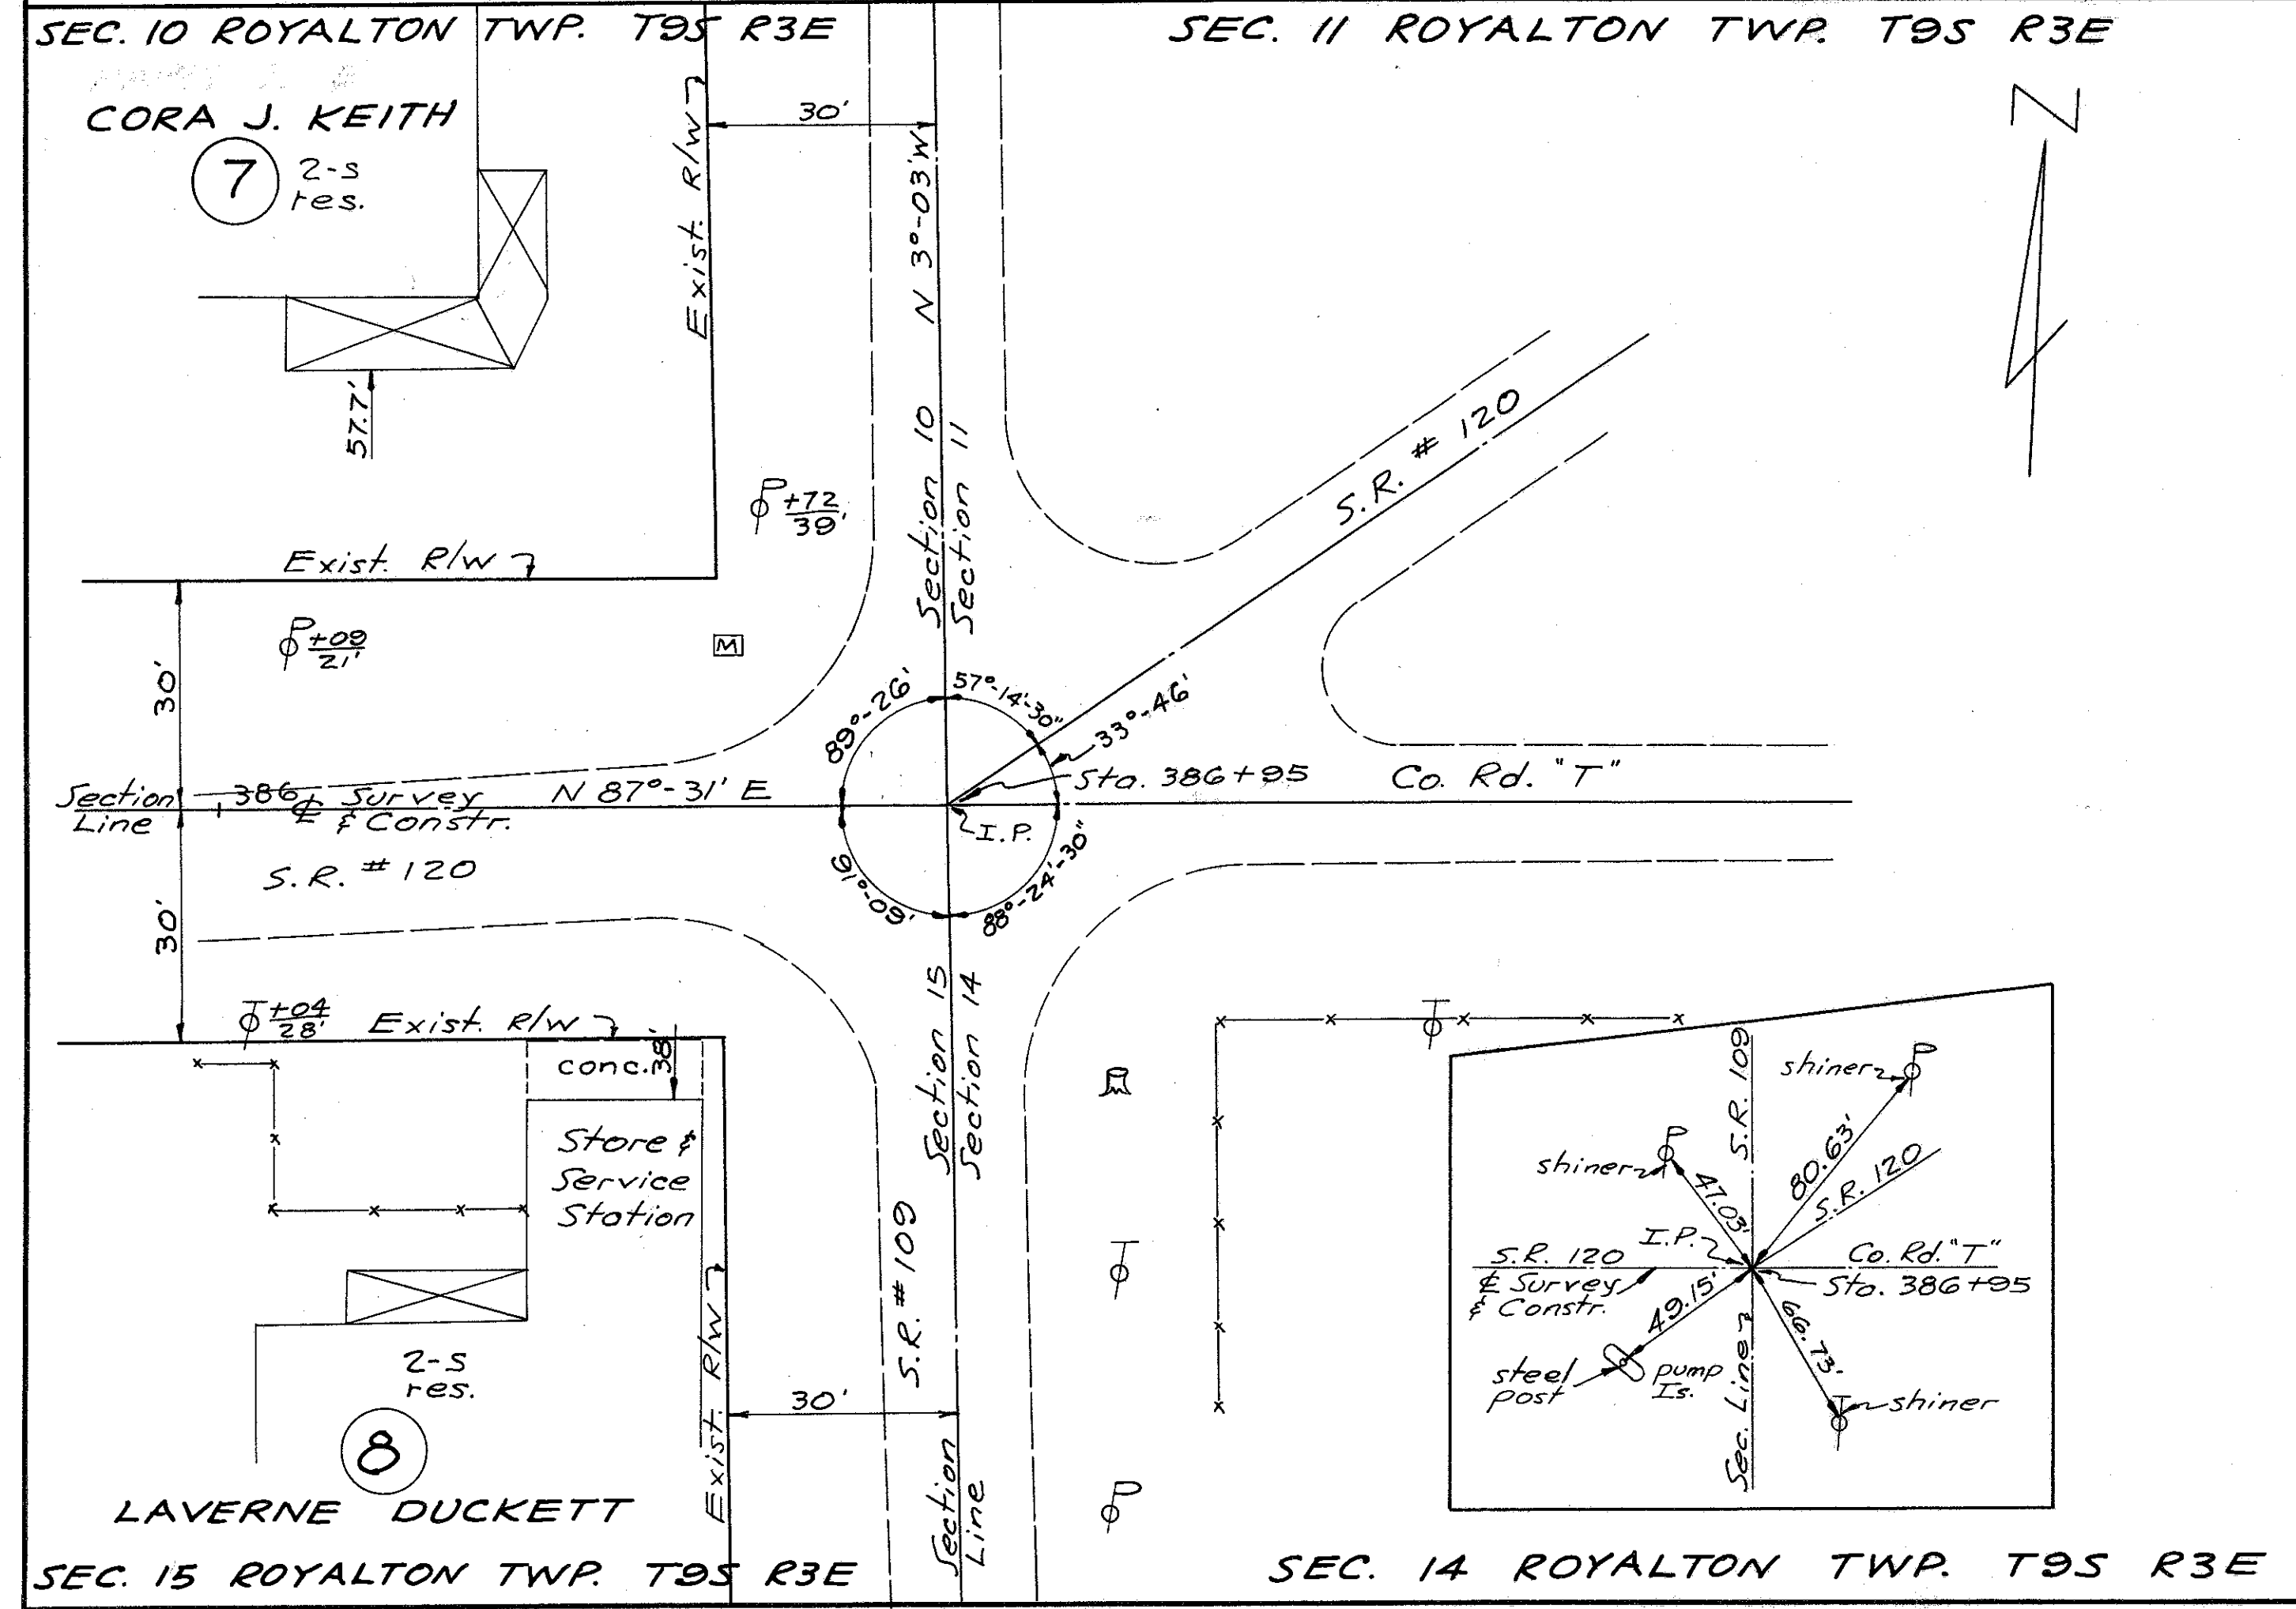 SEC. 10 ROYALTON TWP. T9S R3E
SEC. 11 ROYALTON TWP. T9S R3E
CORA J. KEITH
7
2-s
res.
57.7'
Exist. R/W
30'
N 3°-03' W
N
Section 10
Section 11
S.R. # 120
+72
39'
Exist. R/W
+09
21'
M
30'
89°-26'
57°-14'-30"
33°-46'
Section
Line
386
℄ Survey
& Constr.
N 87°-31' E
Sta. 386+95
Co. Rd. "T"
I.P.
S.R. # 120
91°-09'
88°-24'-30"
30'
+04
28'
Exist. R/W
conc.
38'
Store &
Service
Station
Section 15
Section 14
S.R. # 109
Exist. R/W
30'
2-s
res.
8
LAVERNE DUCKETT
Section
Line
S.R. 109
shiner
80.63'
shiner
47.03'
S.R. 120
I.P.
S.R. 120
Co. Rd. "T"
℄ Survey
& Constr.
Sta. 386+95
49.15'
66.73'
steel
post
pump
Is.
Sec. Line
shiner
SEC. 15 ROYALTON TWP. T9S R3E
SEC. 14 ROYALTON TWP. T9S R3E